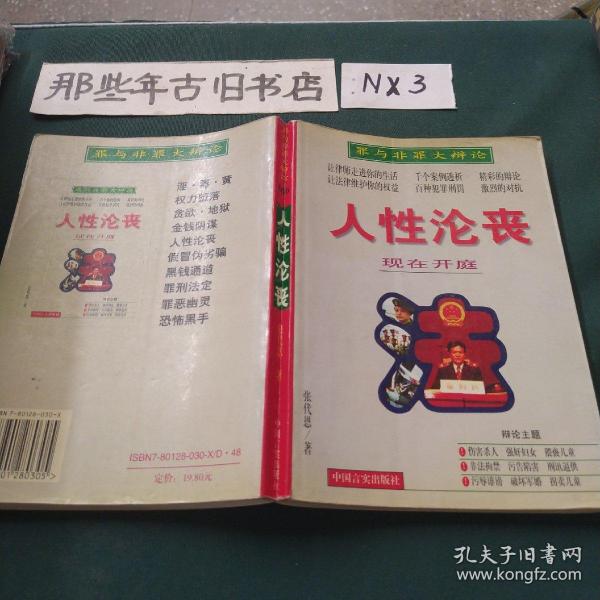 那些年古旧书店
NX3
罪与非罪大辩论
人性沦丧
淫·毒·黄
权力堕落
贪欲·地狱
金钱阴谋
人性沦丧
假冒伪劣骗
黑钱通道
罪刑法定
罪恶幽灵
恐怖黑手
ISBN7-80128-030-X/D·48
定价：19.80元
人性沦丧
罪与非罪大辩论
让律师走进你的生活 千个案例透析 精彩的辩论
让法律维护你的权益 百种犯罪剖罚 激烈的对抗
人性沦丧
现在开庭
法
张代恩/著
辩论主题
伤害杀人 强奸妇女 猥亵儿童
非法拘禁 诬告陷害 刑讯逼供
污辱诽谤 破坏军婚 拐卖儿童
中国言实出版社
孔夫子旧书网
www.kongfz.com